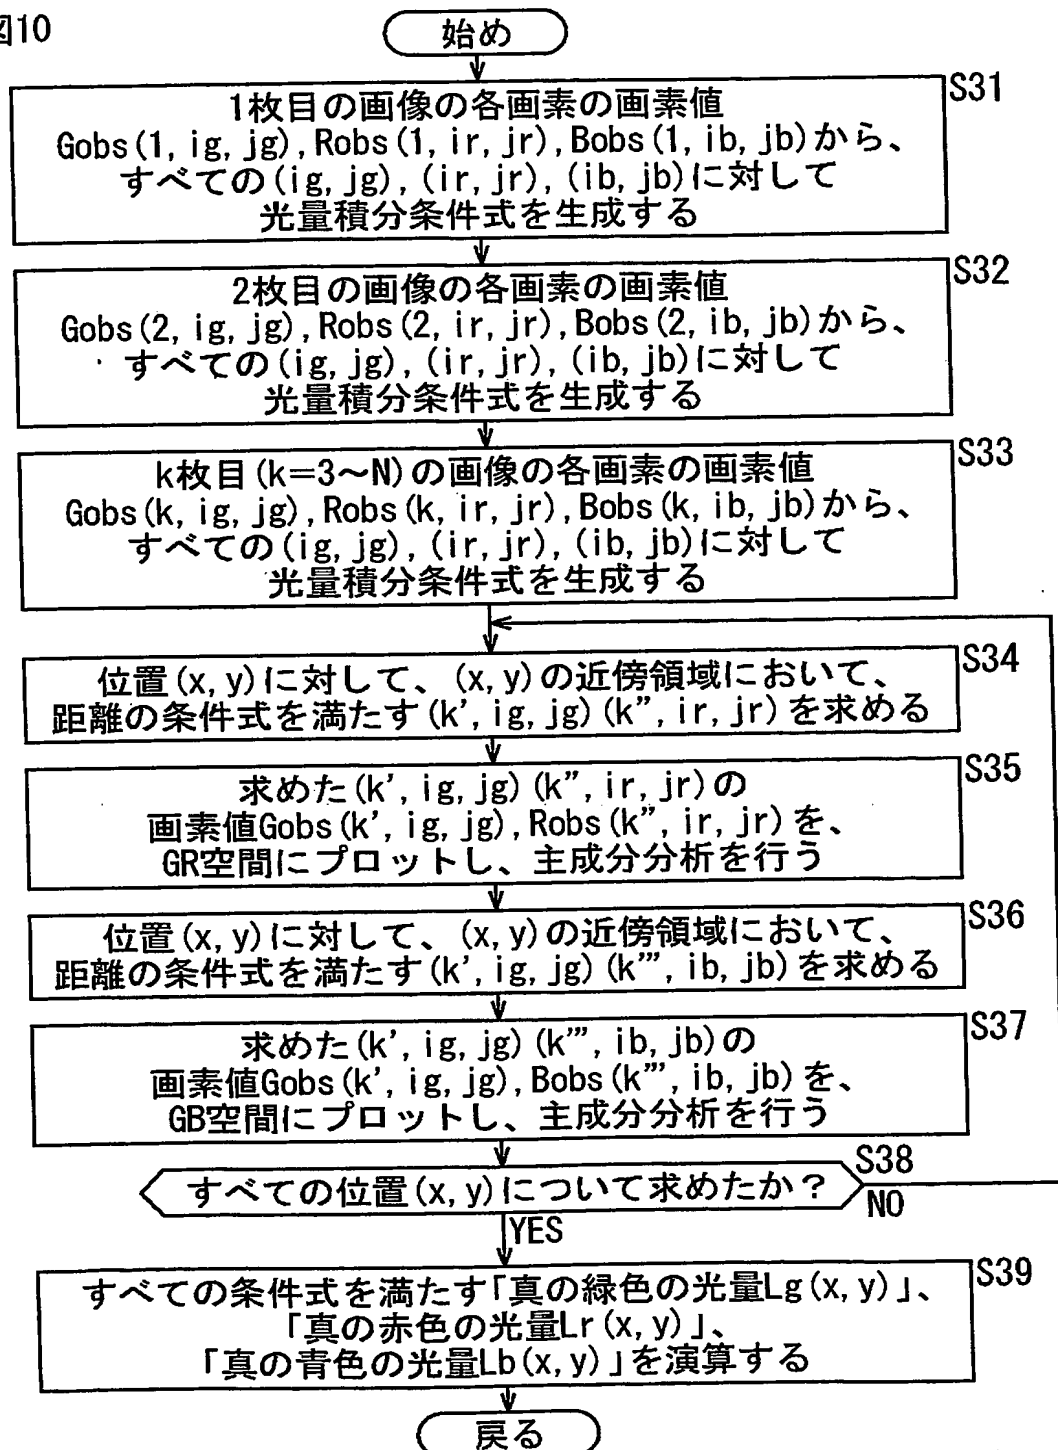 図10
始め
S31
1枚目の画像の各画素の画素値
Gobs(1, ig, jg), Robs(1, ir, jr), Bobs(1, ib, jb)から、
すべての(ig, jg), (ir, jr), (ib, jb)に対して
光量積分条件式を生成する
S32
2枚目の画像の各画素の画素値
Gobs(2, ig, jg), Robs(2, ir, jr), Bobs(2, ib, jb)から、
すべての(ig, jg), (ir, jr), (ib, jb)に対して
光量積分条件式を生成する
S33
k枚目(k=3~N)の画像の各画素の画素値
Gobs(k, ig, jg), Robs(k, ir, jr), Bobs(k, ib, jb)から、
すべての(ig, jg), (ir, jr), (ib, jb)に対して
光量積分条件式を生成する
S34
位置(x, y)に対して、(x, y)の近傍領域において、
距離の条件式を満たす(k', ig, jg)(k", ir, jr)を求める
S35
求めた(k', ig, jg)(k", ir, jr)の
画素値Gobs(k', ig, jg), Robs(k", ir, jr)を、
GR空間にプロットし、主成分分析を行う
S36
位置(x, y)に対して、(x, y)の近傍領域において、
距離の条件式を満たす(k', ig, jg)(k"', ib, jb)を求める
S37
求めた(k', ig, jg)(k"', ib, jb)の
画素値Gobs(k', ig, jg), Bobs(k"', ib, jb)を、
GB空間にプロットし、主成分分析を行う
S38
すべての位置(x, y)について求めたか?
NO
YES
S39
すべての条件式を満たす「真の緑色の光量Lg(x, y)」、
「真の赤色の光量Lr(x, y)」、
「真の青色の光量Lb(x, y)」を演算する
戻る